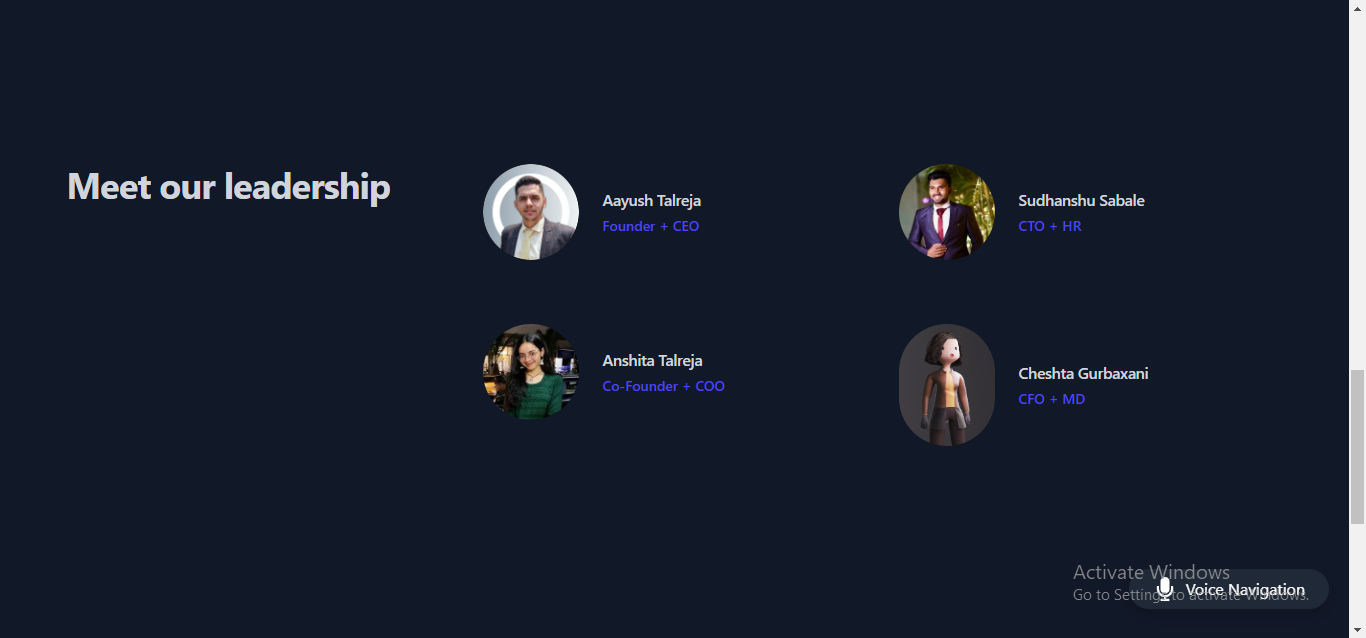 Meet our leadership
Aayush Talreja
Founder + CEO
Sudhanshu Sabale
CTO + HR
Anshita Talreja
Co-Founder + COO
Cheshta Gurbaxani
CFO + MD
Activate Windows
Go to Settings to activate Windows.
Voice Navigation